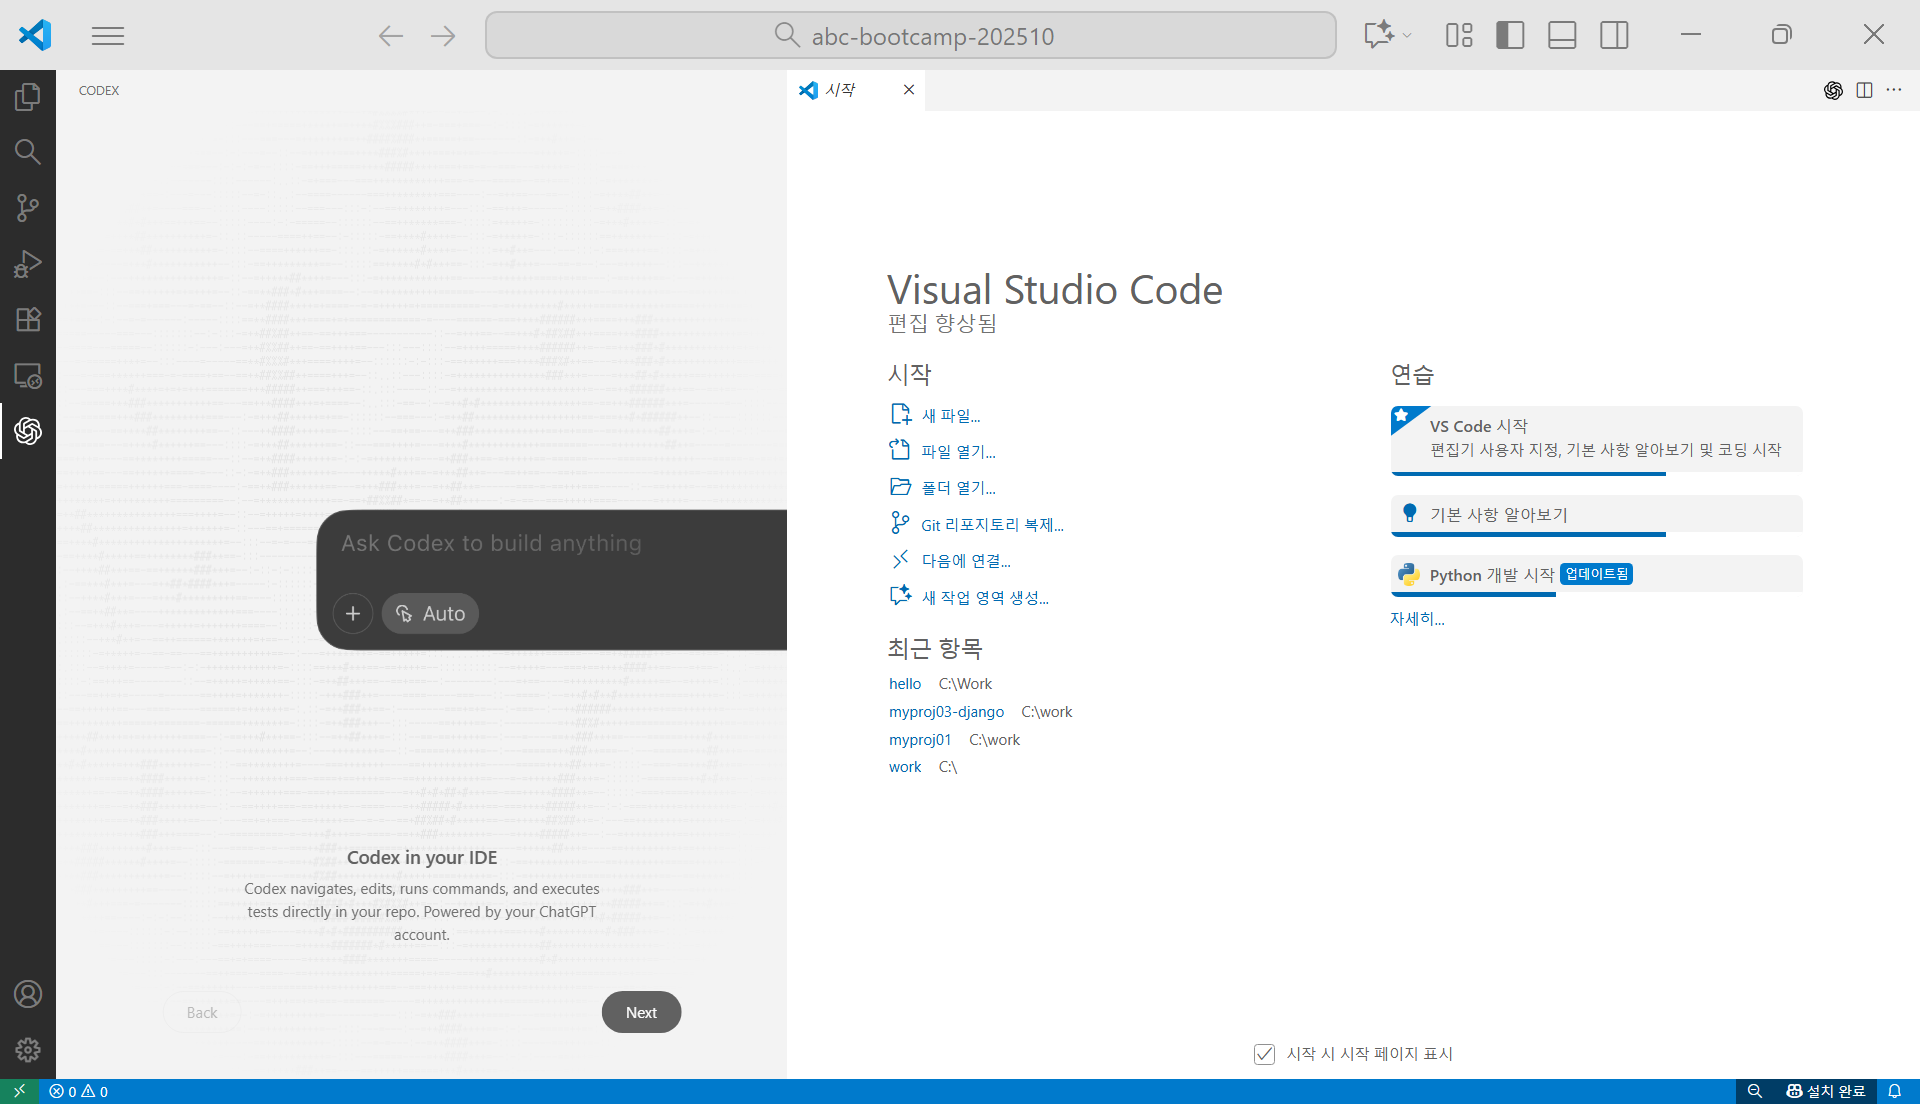 abc-bootcamp-202510
CODEX
시작
Ask Codex to build anything
Auto
Codex in your IDE
Codex navigates, edits, runs commands, and executes
tests directly in your repo. Powered by your ChatGPT
account.
Back
Next
Visual Studio Code
편집 향상됨
시작
새 파일...
파일 열기...
폴더 열기...
Git 리포지토리 복제...
다음에 연결...
새 작업 영역 생성...
최근 항목
hello C:\Work
myproj03-django C:\work
myproj01 C:\work
work C:\
연습
VS Code 시작
편집기 사용자 지정, 기본 사항 알아보기 및 코딩 시작
기본 사항 알아보기
Python 개발 시작 업데이트됨
자세히...
시작 시 시작 페이지 표시
0 0
설치 완료